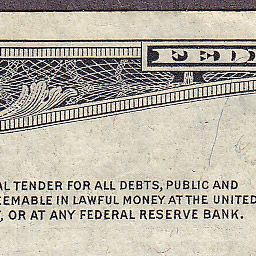 FED
AL TENDER FOR ALL DEBTS, PUBLIC AND
EEMABLE IN LAWFUL MONEY AT THE UNITED
, OR AT ANY FEDERAL RESERVE BANK.